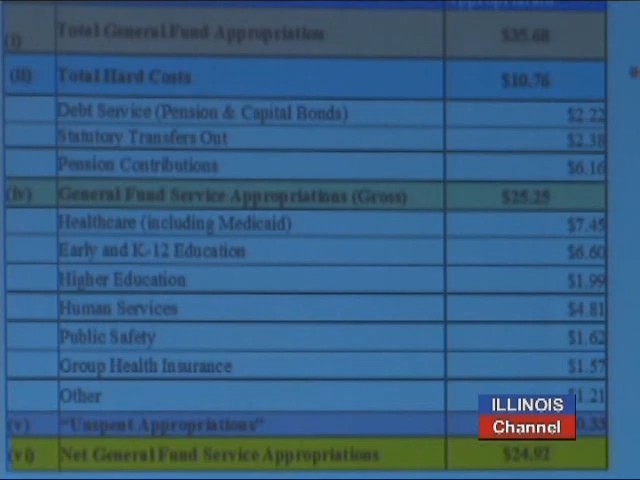 (i) Total General Fund Appropriation $35.68
(ii) Total Hard Costs $10.76
Debt Service (Pension & Capital Bonds) $2.22
Statutory Transfers Out $2.38
Pension Contributions $6.16
(iv) General Fund Service Appropriations (Gross) $25.25
Healthcare (including Medicaid) $7.45
Early and K-12 Education $6.60
Higher Education $1.99
Human Services $4.81
Public Safety $1.62
Group Health Insurance $1.57
Other $1.21
(v) "Unspent Appropriations"
(vi) Net General Fund Service Appropriations $24.92
ILLINOIS
Channel